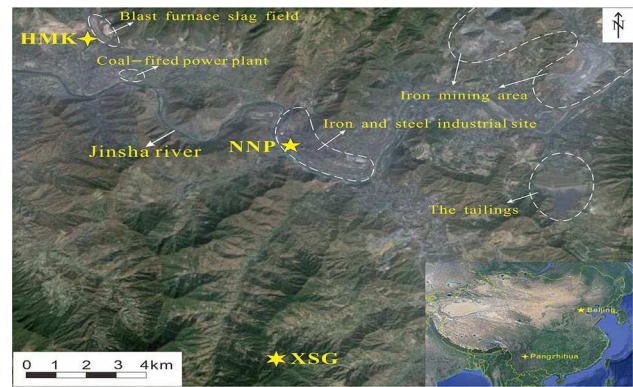 Blast furnace slag field
HMK
N
Coal-fired power plant
Iron mining area
Iron and steel industrial site
NNP
Jinsha river
The tailings
Beijing
Pangzhihua
XSG
0 1 2 3 4km